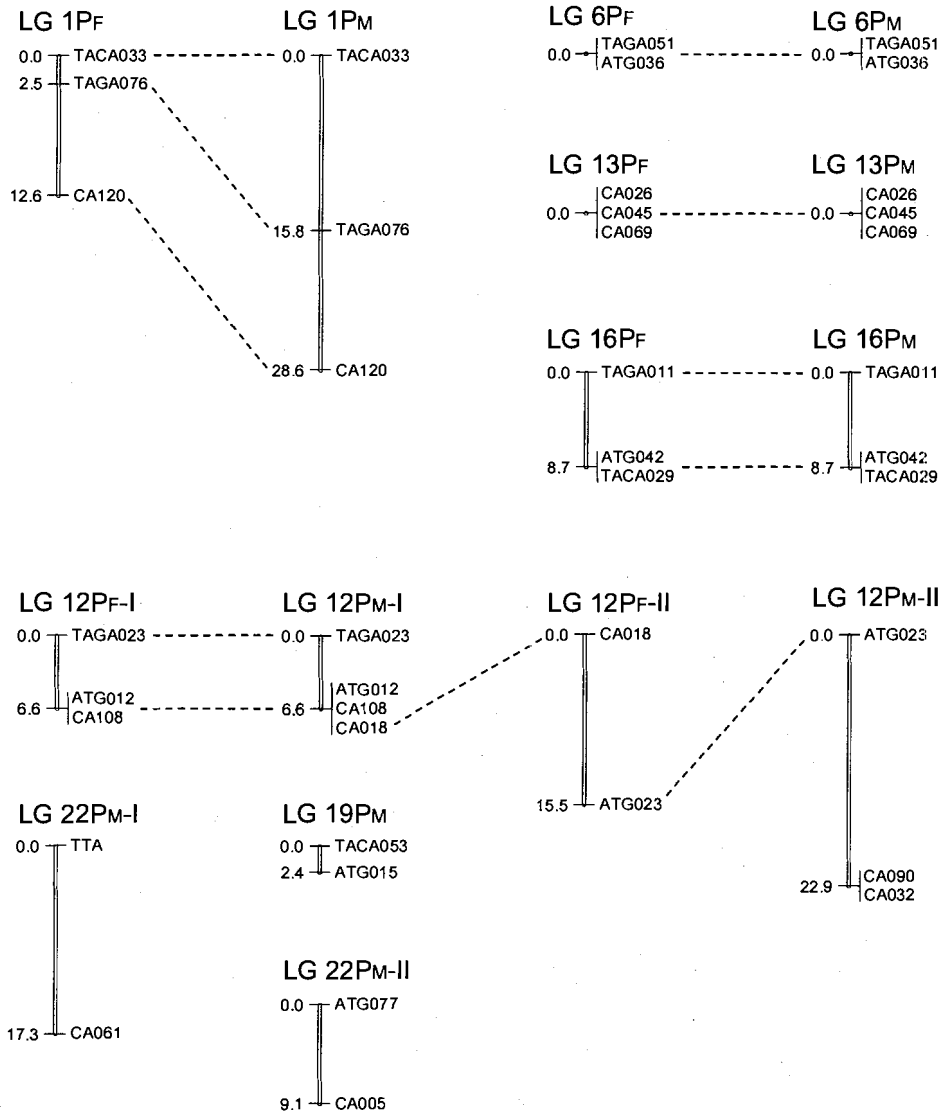 LG 1PF
0.0 TACA033
2.5 TAGA076
12.6 CA120
LG 1PM
0.0 TACA033
15.8 TAGA076
28.6 CA120
LG 6PF
0.0 TAGA051
ATG036
LG 6PM
0.0 TAGA051
ATG036
LG 13PF
CA026
0.0 CA045
CA069
LG 13PM
CA026
0.0 CA045
CA069
LG 16PF
0.0 TAGA011
8.7 ATG042
TACA029
LG 16PM
0.0 TAGA011
8.7 ATG042
TACA029
LG 12PF-I
0.0 TAGA023
6.6 ATG012
CA108
LG 12PM-I
0.0 TAGA023
ATG012
6.6 CA108
CA018
LG 12PF-II
0.0 CA018
15.5 ATG023
LG 12PM-II
0.0 ATG023
22.9 CA090
CA032
LG 22PM-I
0.0 TTA
17.3 CA061
LG 19PM
0.0 TACA053
2.4 ATG015
LG 22PM-II
0.0 ATG077
9.1 CA005